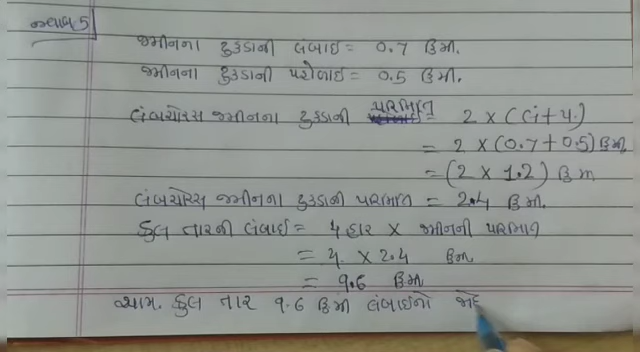 જવાબ 5
જમીનના ટુકડાની લંબાઈ = 0.7 કિમી.
જમીનના ટુકડાની પહોળાઈ = 0.5 કિમી.
લંબચોરસ જમીનના ટુકડાની પરિમિતિ = 2 × (લં + પ.)
= 2 × (0.7 + 0.5) કિમી
= (2 × 1.2) કિમી
લંબચોરસ જમીનના ટુકડાની પરિમિતિ = 2.4 કિમી.
કુલ તારની લંબાઈ = 4 હાર × જમીનની પરિમિતિ
= 4 × 2.4 કિમી
= 9.6 કિમી
આમ. કુલ તાર 9.6 કિમી લંબાઈનો